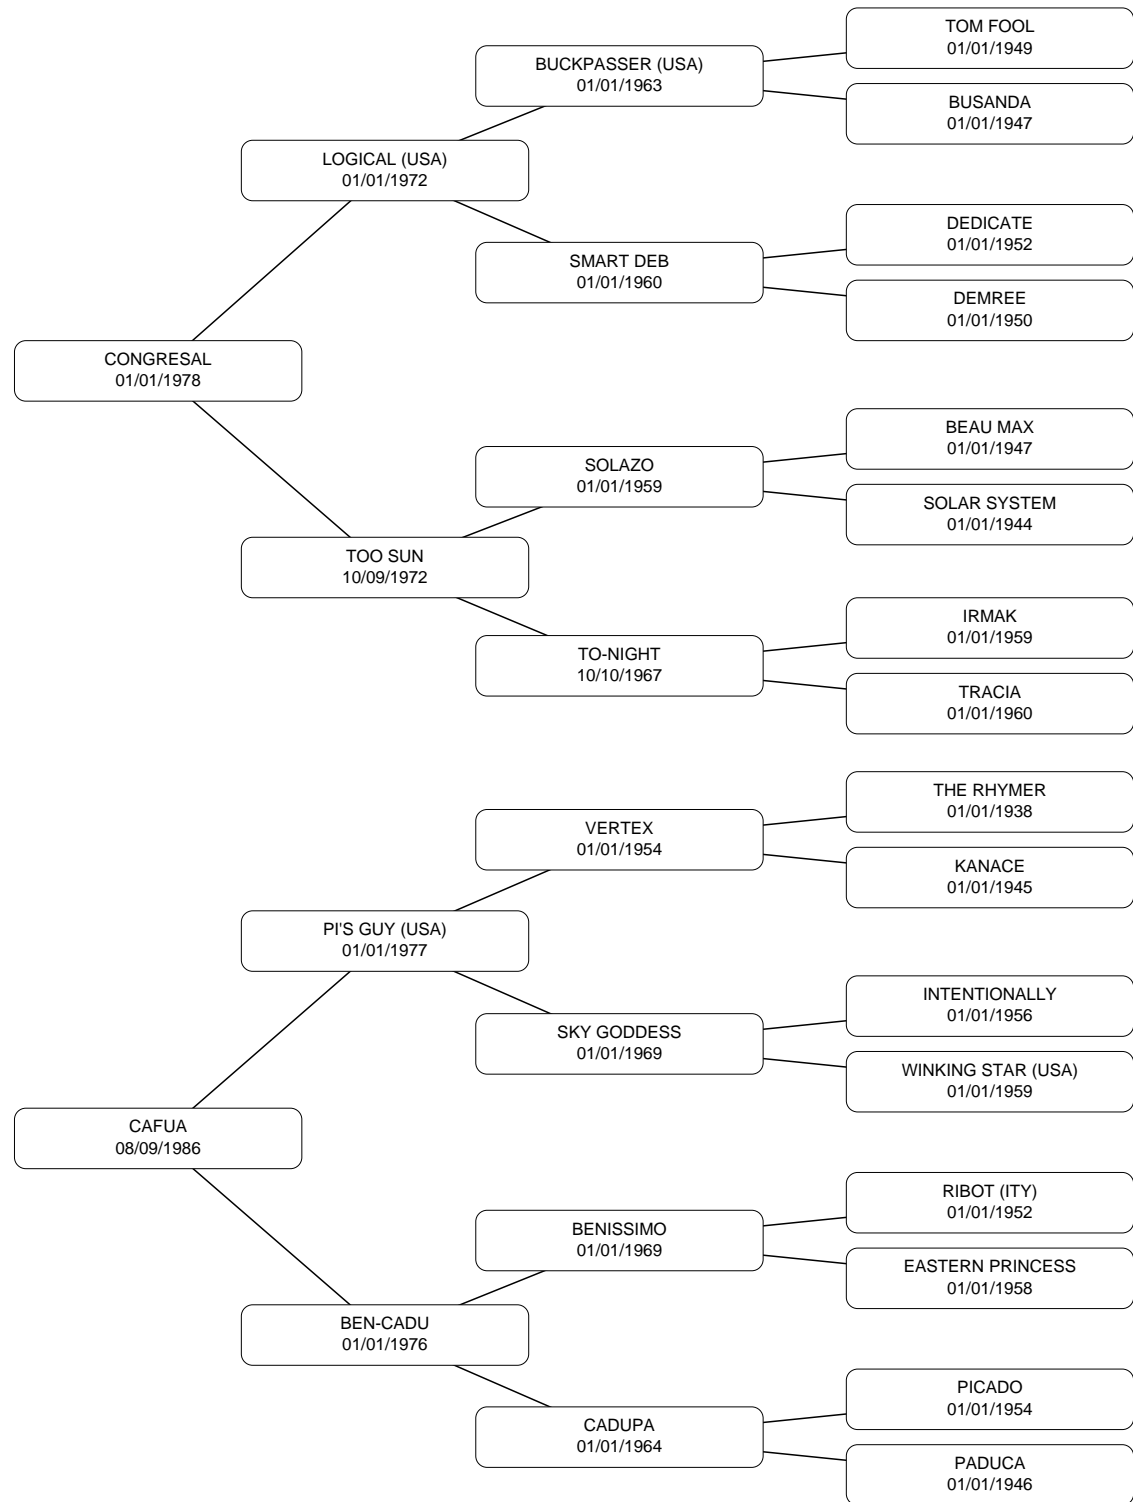 TOM FOOL
01/01/1949
BUCKPASSER (USA)
01/01/1963
BUSANDA
01/01/1947
LOGICAL (USA)
01/01/1972
DEDICATE
01/01/1952
SMART DEB
01/01/1960
DEMREE
01/01/1950
CONGRESAL
01/01/1978
BEAU MAX
01/01/1947
SOLAZO
01/01/1959
SOLAR SYSTEM
01/01/1944
TOO SUN
10/09/1972
IRMAK
01/01/1959
TO-NIGHT
10/10/1967
TRACIA
01/01/1960
THE RHYMER
01/01/1938
VERTEX
01/01/1954
KANACE
01/01/1945
PI'S GUY (USA)
01/01/1977
INTENTIONALLY
01/01/1956
SKY GODDESS
01/01/1969
WINKING STAR (USA)
01/01/1959
CAFUA
08/09/1986
RIBOT (ITY)
01/01/1952
BENISSIMO
01/01/1969
EASTERN PRINCESS
01/01/1958
BEN-CADU
01/01/1976
PICADO
01/01/1954
CADUPA
01/01/1964
PADUCA
01/01/1946